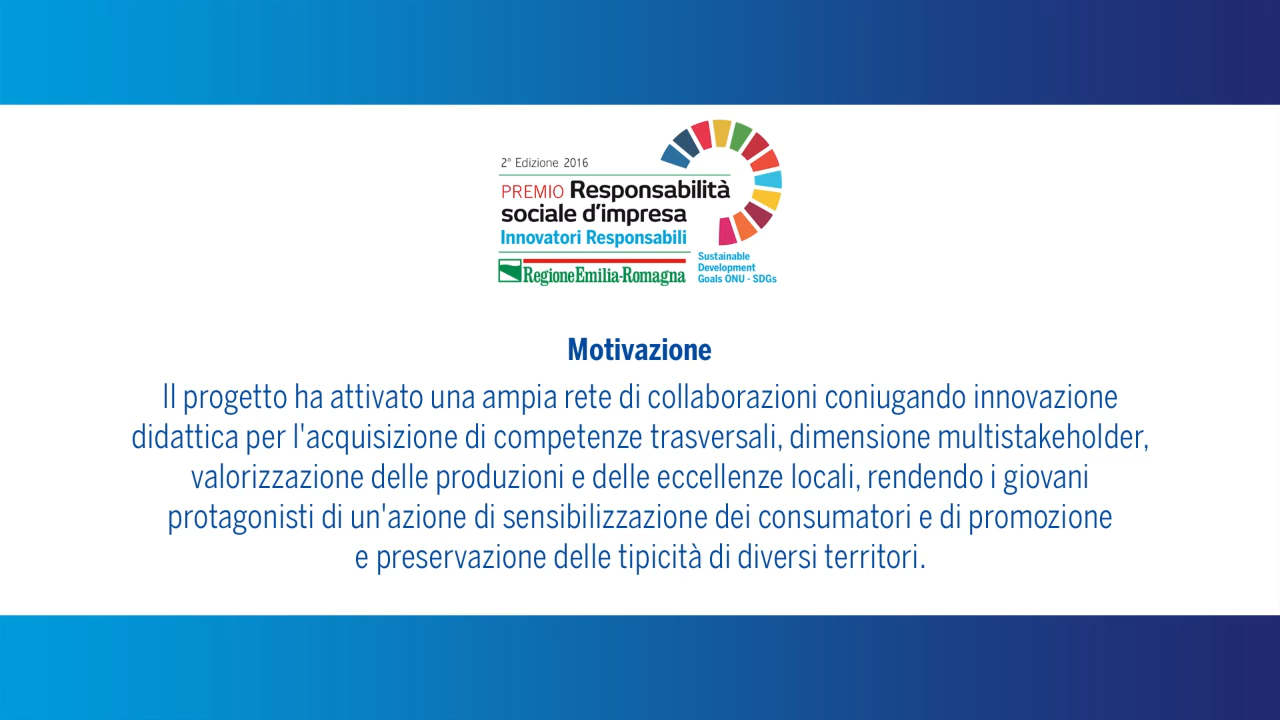 2ª Edizione 2016
PREMIO Responsabilità
sociale d'impresa
Innovatori Responsabili
RegioneEmilia-Romagna
Sustainable
Development
Goals ONU - SDGs
Motivazione
Il progetto ha attivato una ampia rete di collaborazioni coniugando innovazione
didattica per l'acquisizione di competenze trasversali, dimensione multistakeholder,
valorizzazione delle produzioni e delle eccellenze locali, rendendo i giovani
protagonisti di un'azione di sensibilizzazione dei consumatori e di promozione
e preservazione delle tipicità di diversi territori.